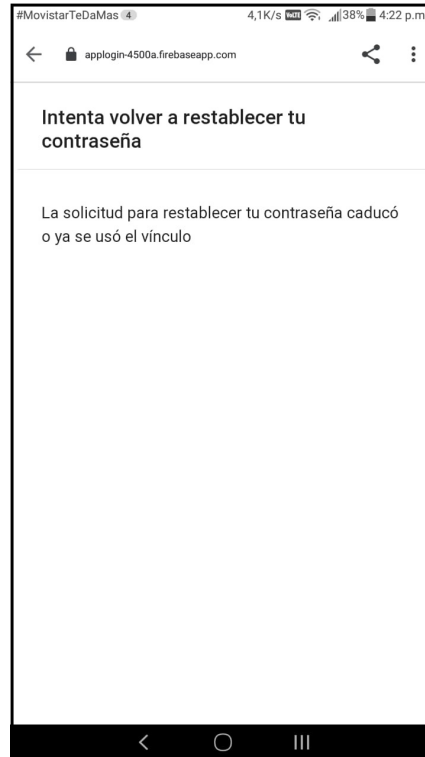 #MovistarTeDaMas 4 4,1K/s VoLTE 38% 4:22 p.m
applogin-4500a.firebaseapp.com
Intenta volver a restablecer tu
contraseña
La solicitud para restablecer tu contraseña caducó
o ya se usó el vínculo